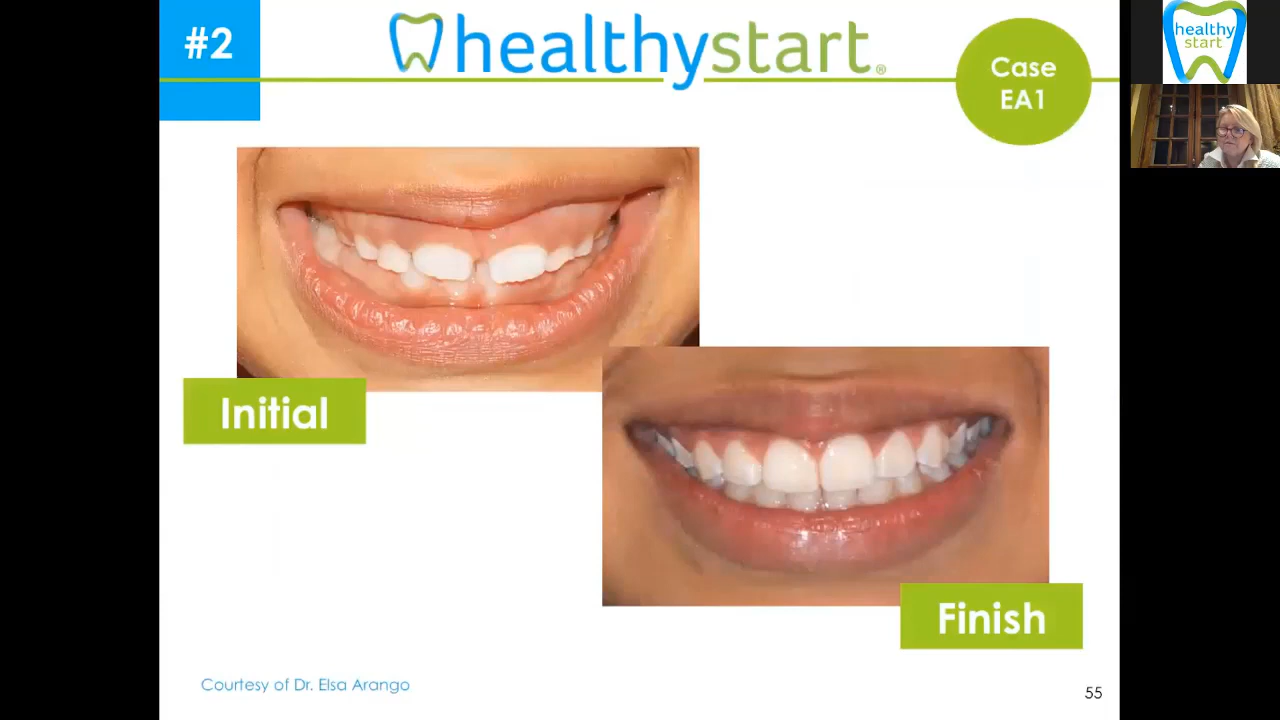 #2
healthystart®
Case
EA1
healthy
start
Initial
Finish
Courtesy of Dr. Elsa Arango
55